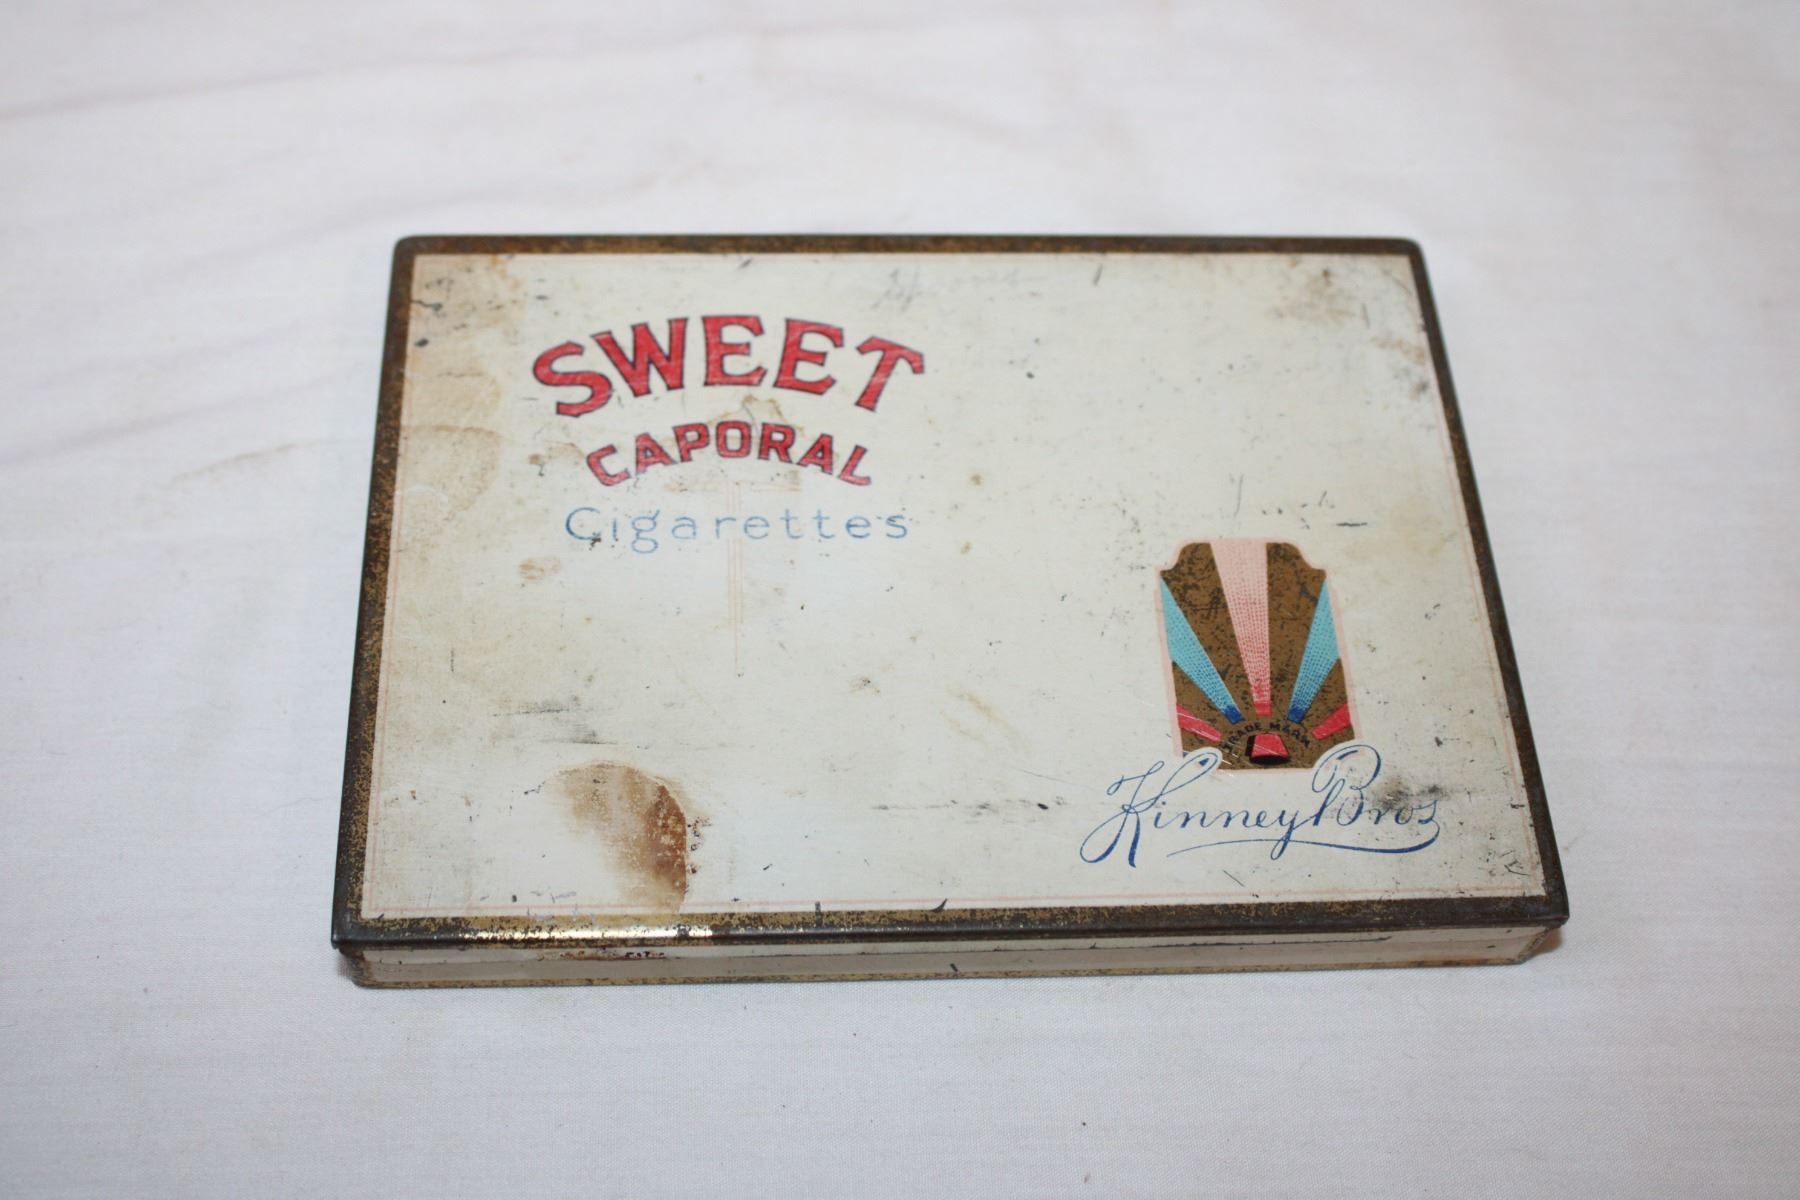 SWEET
CAPORAL
Cigarettes
TRADE MARK
Kinney Bros